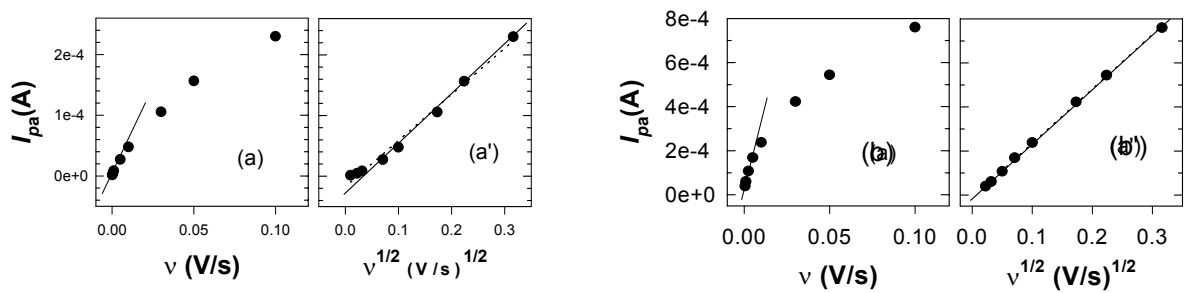 2e-4
1e-4
0e+0
I_pa(A)
(a)
0.00 0.05 0.10
ν (V/s)
(a')
0.0 0.1 0.2 0.3
ν^1/2 (V/s)^1/2
8e-4
6e-4
4e-4
2e-4
0e+0
I_pa(A)
0.00 0.05 0.10
ν (V/s)
0.0 0.1 0.2 0.3
ν^1/2 (V/s)^1/2